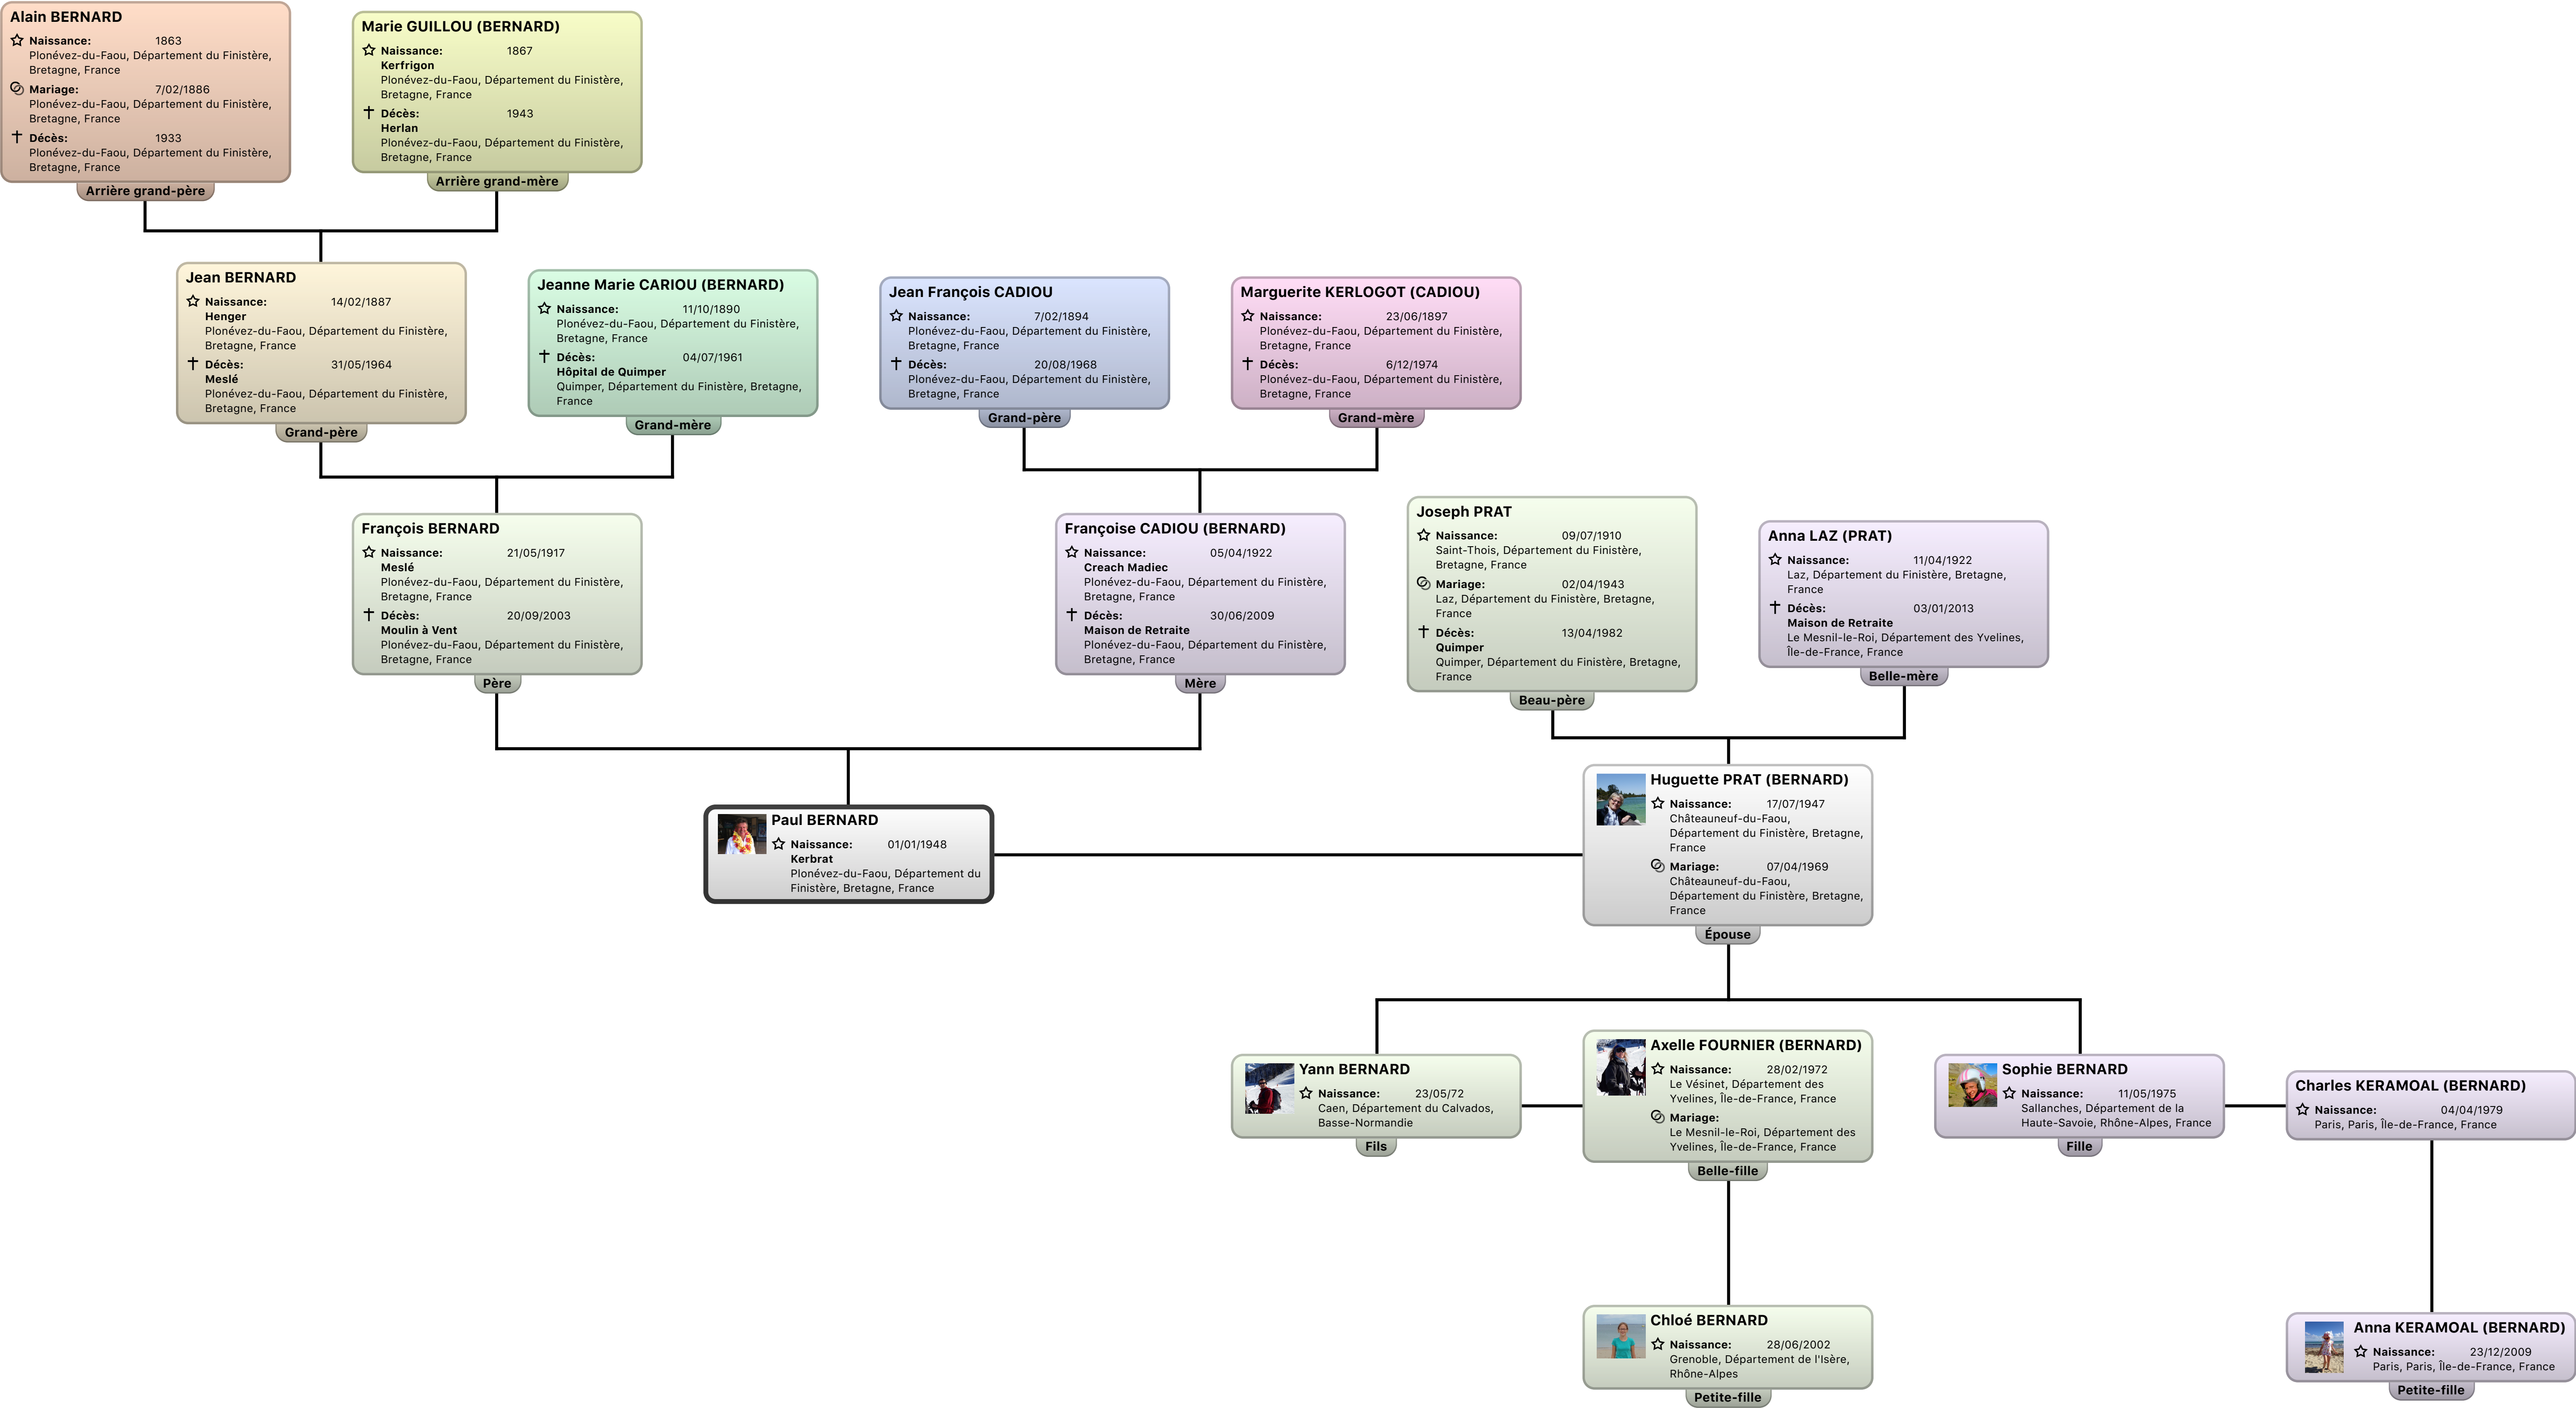 Alain BERNARD
Naissance: 1863
Plonévez-du-Faou, Département du Finistère,
Bretagne, France
Mariage: 7/02/1886
Plonévez-du-Faou, Département du Finistère,
Bretagne, France
Décès: 1933
Plonévez-du-Faou, Département du Finistère,
Bretagne, France
Arrière grand-père
Marie GUILLOU (BERNARD)
Naissance: 1867
Kerfrigon
Plonévez-du-Faou, Département du Finistère,
Bretagne, France
Décès: 1943
Herlan
Plonévez-du-Faou, Département du Finistère,
Bretagne, France
Arrière grand-mère
Jean BERNARD
Naissance: 14/02/1887
Henger
Plonévez-du-Faou, Département du Finistère,
Bretagne, France
Décès: 31/05/1964
Meslé
Plonévez-du-Faou, Département du Finistère,
Bretagne, France
Grand-père
Jeanne Marie CARIOU (BERNARD)
Naissance: 11/10/1890
Plonévez-du-Faou, Département du Finistère,
Bretagne, France
Décès: 04/07/1961
Hôpital de Quimper
Quimper, Département du Finistère, Bretagne,
France
Grand-mère
Jean François CADIOU
Naissance: 7/02/1894
Plonévez-du-Faou, Département du Finistère,
Bretagne, France
Décès: 20/08/1968
Plonévez-du-Faou, Département du Finistère,
Bretagne, France
Grand-père
Marguerite KERLOGOT (CADIOU)
Naissance: 23/06/1897
Plonévez-du-Faou, Département du Finistère,
Bretagne, France
Décès: 6/12/1974
Plonévez-du-Faou, Département du Finistère,
Bretagne, France
Grand-mère
François BERNARD
Naissance: 21/05/1917
Meslé
Plonévez-du-Faou, Département du Finistère,
Bretagne, France
Décès: 20/09/2003
Moulin à Vent
Plonévez-du-Faou, Département du Finistère,
Bretagne, France
Père
Françoise CADIOU (BERNARD)
Naissance: 05/04/1922
Creach Madiec
Plonévez-du-Faou, Département du Finistère,
Bretagne, France
Décès: 30/06/2009
Maison de Retraite
Plonévez-du-Faou, Département du Finistère,
Bretagne, France
Mère
Joseph PRAT
Naissance: 09/07/1910
Saint-Thois, Département du Finistère,
Bretagne, France
Mariage: 02/04/1943
Laz, Département du Finistère, Bretagne,
France
Décès: 13/04/1982
Quimper
Quimper, Département du Finistère, Bretagne,
France
Beau-père
Anna LAZ (PRAT)
Naissance: 11/04/1922
Laz, Département du Finistère, Bretagne,
France
Décès: 03/01/2013
Maison de Retraite
Le Mesnil-le-Roi, Département des Yvelines,
Île-de-France, France
Belle-mère
Paul BERNARD
Naissance: 01/01/1948
Kerbrat
Plonévez-du-Faou, Département du
Finistère, Bretagne, France
Huguette PRAT (BERNARD)
Naissance: 17/07/1947
Châteauneuf-du-Faou,
Département du Finistère, Bretagne,
France
Mariage: 07/04/1969
Châteauneuf-du-Faou,
Département du Finistère, Bretagne,
France
Épouse
Yann BERNARD
Naissance: 23/05/72
Caen, Département du Calvados,
Basse-Normandie
Fils
Axelle FOURNIER (BERNARD)
Naissance: 28/02/1972
Le Vésinet, Département des
Yvelines, Île-de-France, France
Mariage:
Le Mesnil-le-Roi, Département des
Yvelines, Île-de-France, France
Belle-fille
Sophie BERNARD
Naissance: 11/05/1975
Sallanches, Département de la
Haute-Savoie, Rhône-Alpes, France
Fille
Charles KERAMOAL (BERNARD)
Naissance: 04/04/1979
Paris, Paris, Île-de-France, France
Chloé BERNARD
Naissance: 28/06/2002
Grenoble, Département de l'Isère,
Rhône-Alpes
Petite-fille
Anna KERAMOAL (BERNARD)
Naissance: 23/12/2009
Paris, Paris, Île-de-France, France
Petite-fille